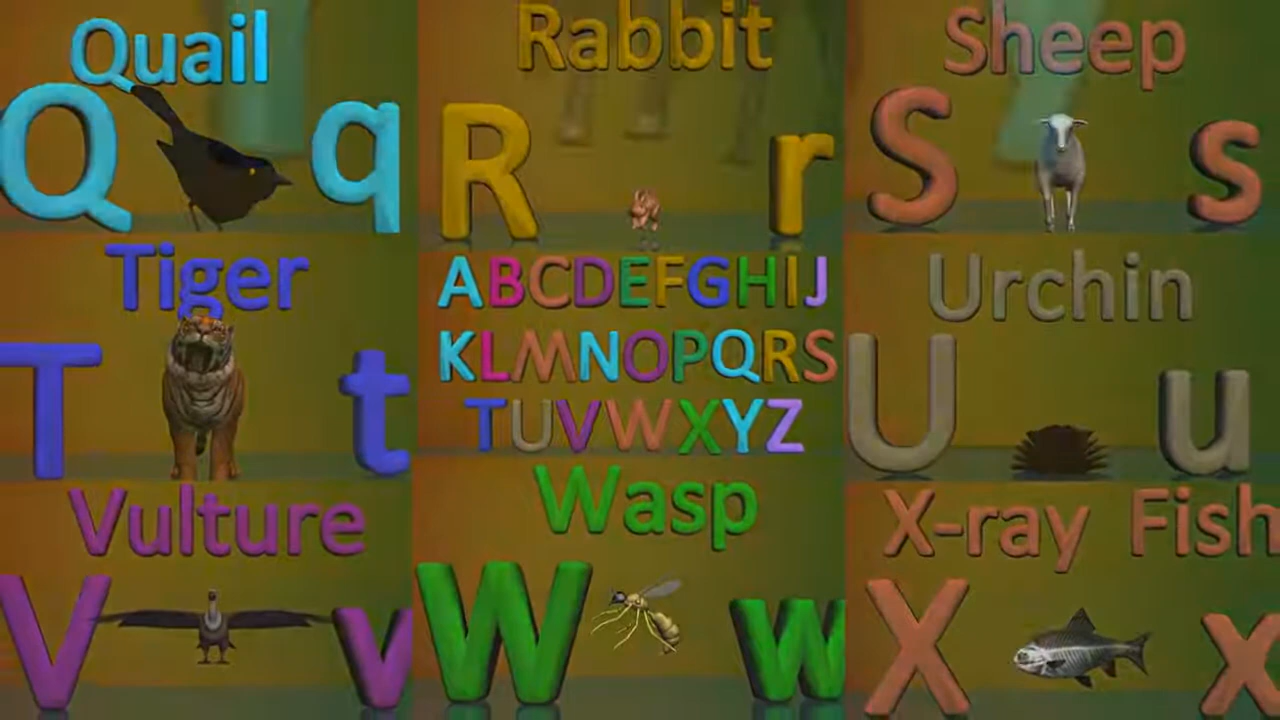 Quail
Q q
Rabbit
R r
Sheep
S s
Tiger
T t
ABCDEFGHIJ
KLMNOPQRS
TUVWXYZ
Urchin
U u
Vulture
V v
Wasp
W w
X-ray Fish
X x